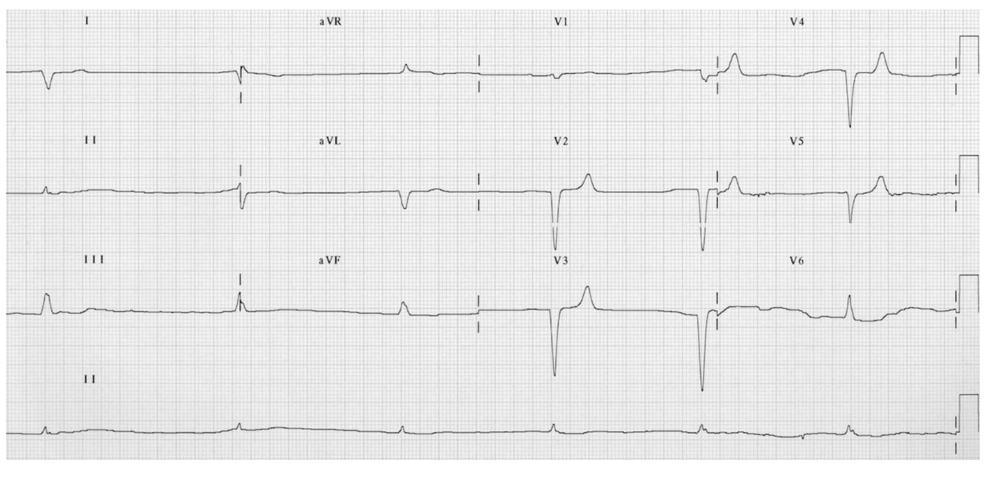 I aVR V1 V4
II aVL V2 V5
III aVF V3 V6
II